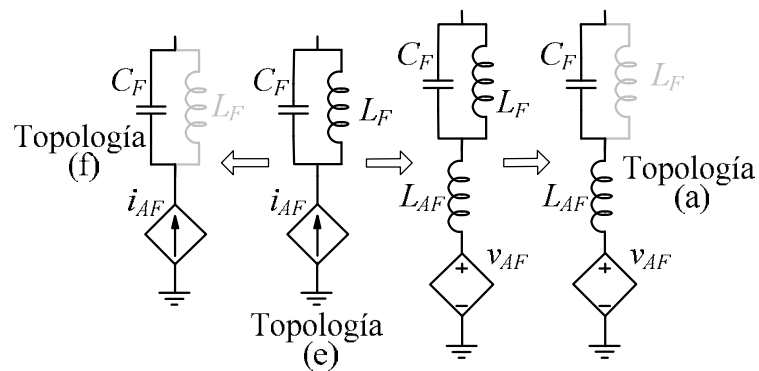 C_F
L_F
Topología
(f)
i_AF
C_F
L_F
i_AF
Topología
(e)
C_F
L_F
L_AF
v_AF
+
−
C_F
L_F
L_AF
Topología
(a)
v_AF
+
−